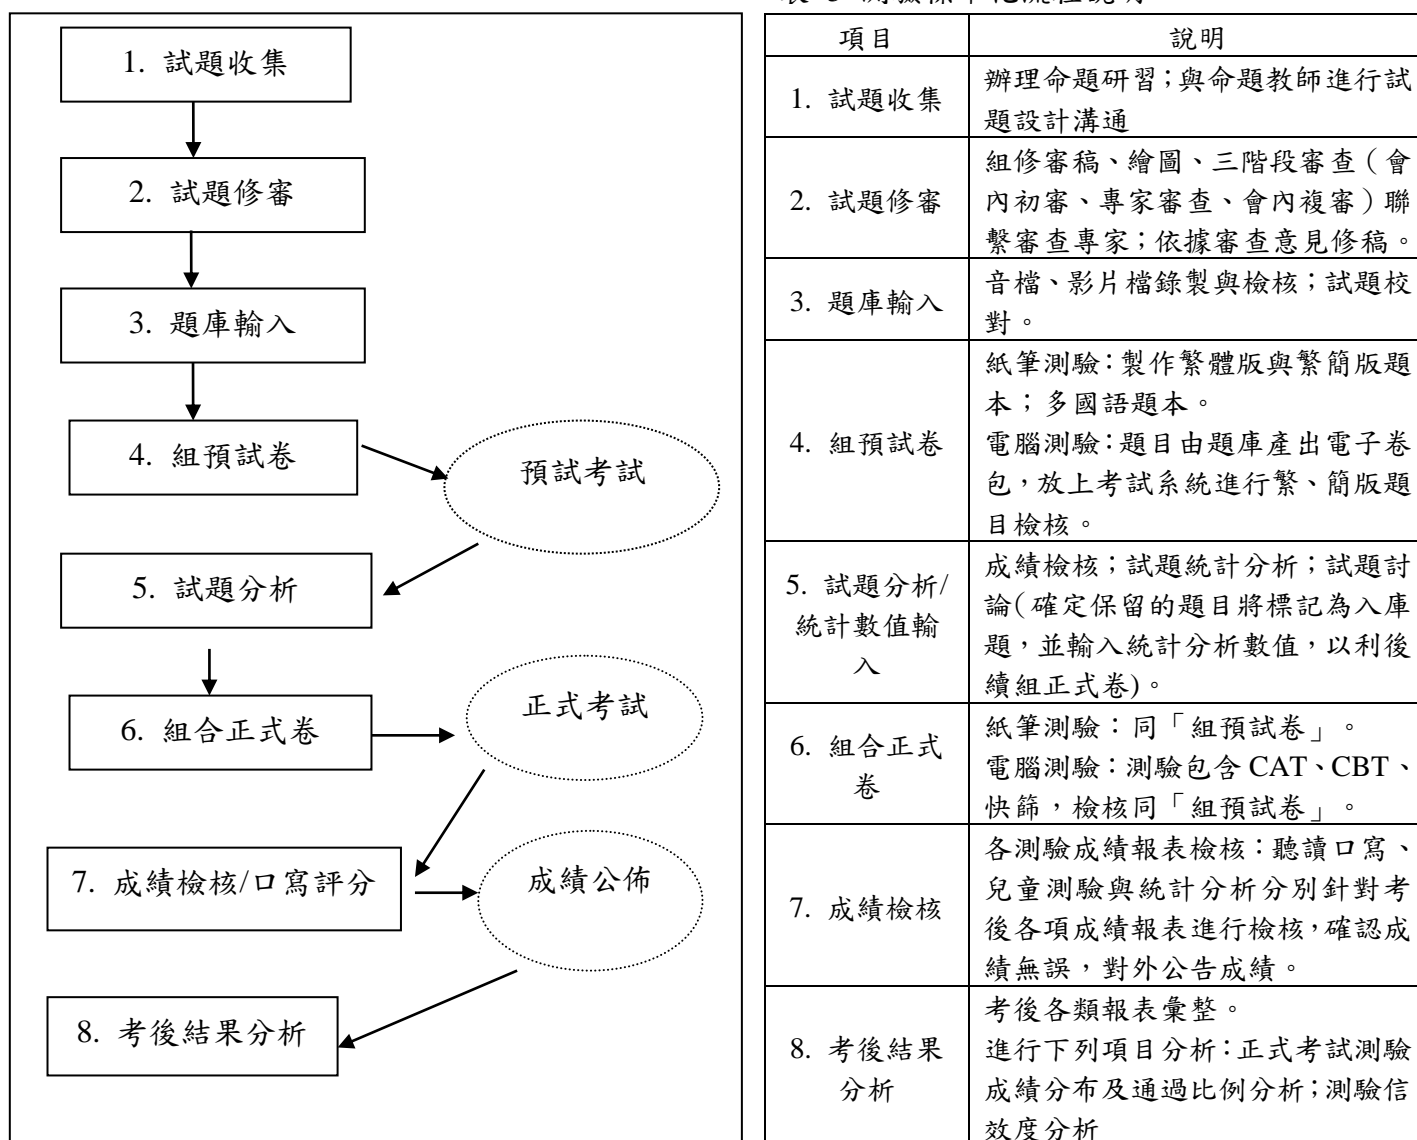 1. 試題收集
2. 試題修審
3. 題庫輸入
4. 組預試卷
預試考試
5. 試題分析
正式考試
6. 組合正式卷
成績公佈
7. 成績檢核/口寫評分
8. 考後結果分析
項目 說明
1. 試題收集
辦理命題研習；與命題教師進行試
題設計溝通
2. 試題修審
組修審稿、繪圖、三階段審查（會
內初審、專家審查、會內複審）聯
繫審查專家；依據審查意見修稿。
3. 題庫輸入
音檔、影片檔錄製與檢核；試題校
對。
4. 組預試卷
紙筆測驗：製作繁體版與繁簡版題
本；多國語題本。
電腦測驗：題目由題庫產出電子卷
包，放上考試系統進行繁、簡版題
目檢核。
5. 試題分析/
統計數值輸
入
成績檢核；試題統計分析；試題討
論(確定保留的題目將標記為入庫
題，並輸入統計分析數值，以利後
續組正式卷)。
6. 組合正式
卷
紙筆測驗：同「組預試卷」。
電腦測驗：測驗包含 CAT、CBT、
快篩，檢核同「組預試卷」。
7. 成績檢核
各測驗成績報表檢核：聽讀口寫、
兒童測驗與統計分析分別針對考
後各項成績報表進行檢核，確認成
績無誤，對外公告成績。
8. 考後結果
分析
考後各類報表彙整。
進行下列項目分析：正式考試測驗
成績分布及通過比例分析；測驗信
效度分析